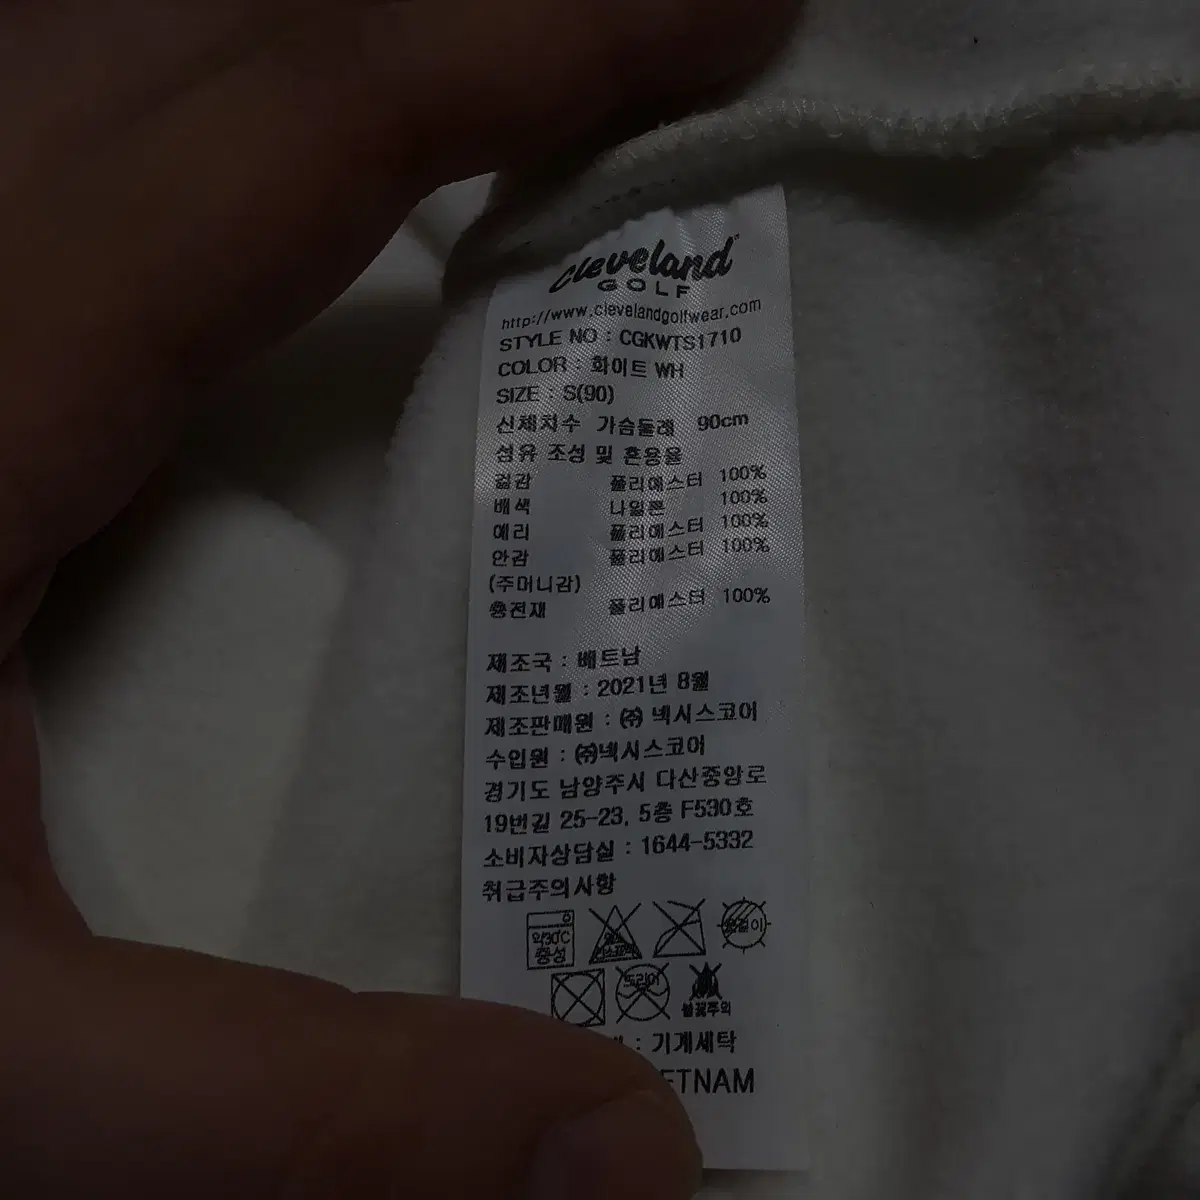 Cleveland
GOLF
http://www.clevelandgolfwear.com
STYLE NO : CGKWTS1710
COLOR : 화이트 WH
SIZE : S(90)
신체치수 가슴둘레 90cm
섬유 조성 및 혼용율
겉감 폴리에스터 100%
배색 나일론 100%
에리 폴리에스터 100%
안감 폴리에스터 100%
(주머니감)
충전재 폴리에스터 100%
제조국 : 베트남
제조년월 : 2021년 8월
제조판매원 : ㈜ 넥시스코어
수입원 : ㈜넥시스코어
경기도 남양주시 다산중앙로
19번길 25-23, 5층 F530호
소비자상담실 : 1644-5332
취급주의사항
약30℃
중성
옷걸이
드라이
불꽃주의
: 기계세탁
ETNAM